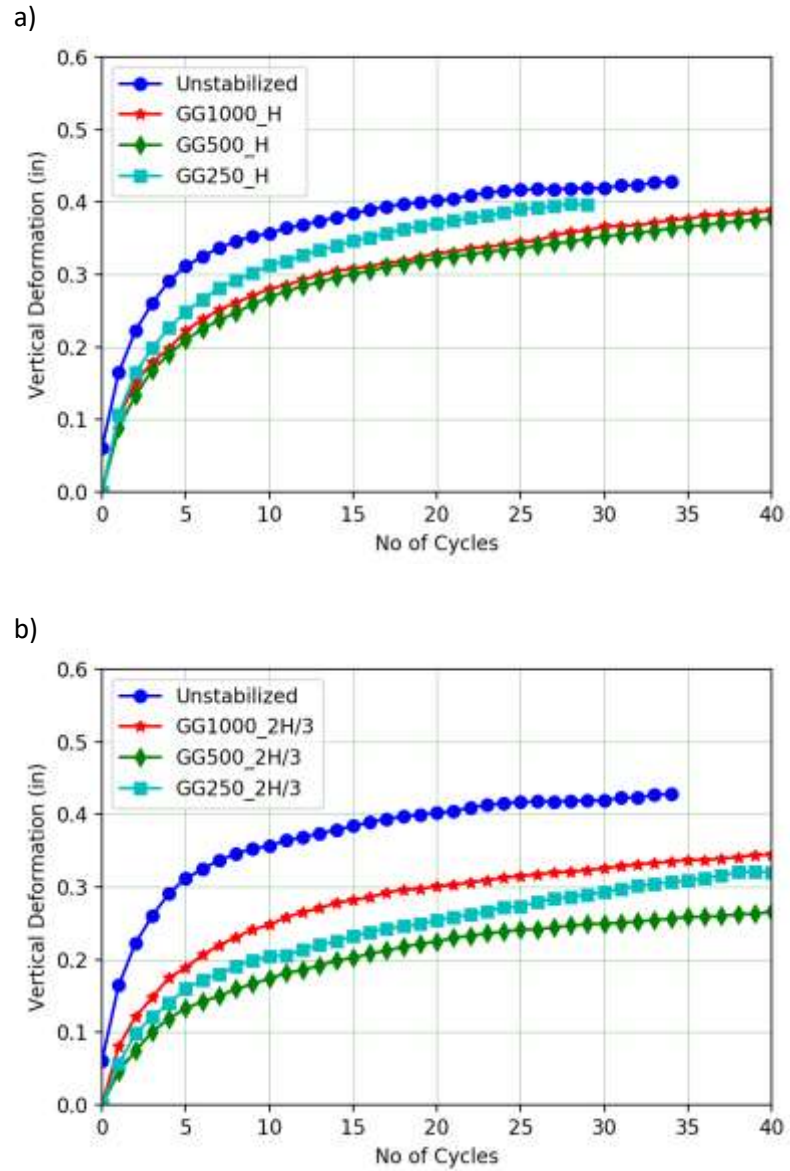 a)
0.6
0.5
0.4
0.3
0.2
0.1
0.0
Vertical Deformation (in)
Unstabilized
GG1000_H
GG500_H
GG250_H
0 5 10 15 20 25 30 35 40
No of Cycles
b)
0.6
0.5
0.4
0.3
0.2
0.1
0.0
Vertical Deformation (in)
Unstabilized
GG1000_2H/3
GG500_2H/3
GG250_2H/3
0 5 10 15 20 25 30 35 40
No of Cycles